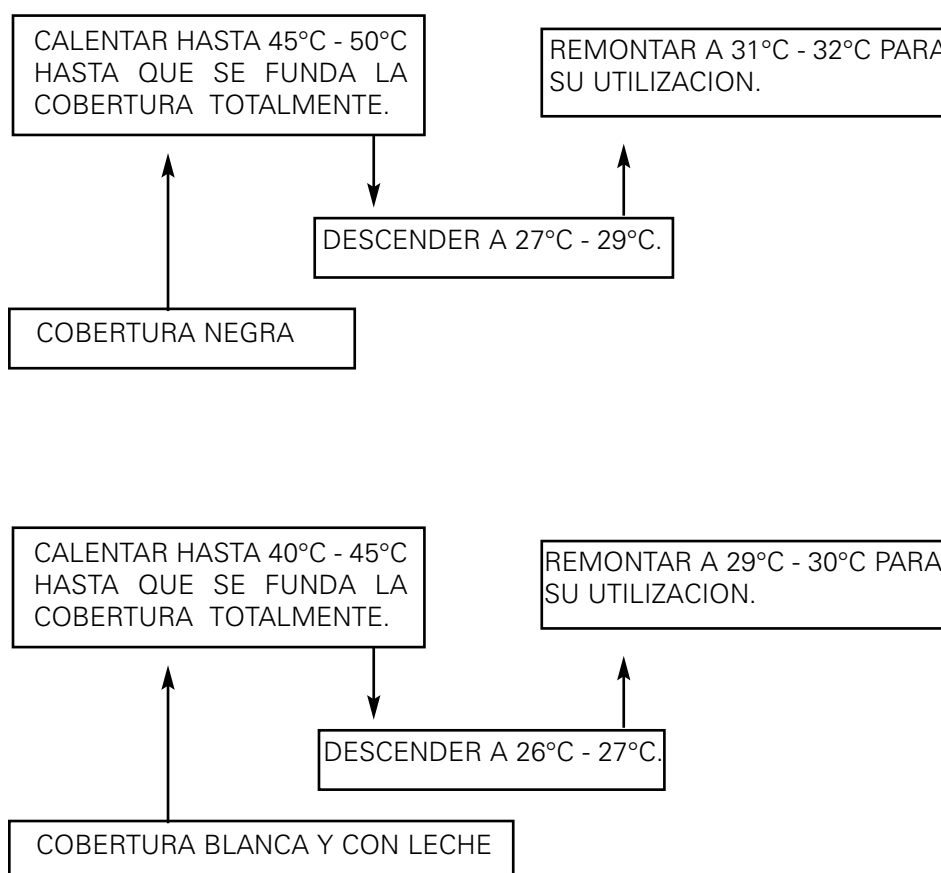 CALENTAR HASTA 45°C - 50°C
HASTA QUE SE FUNDA LA
COBERTURA TOTALMENTE.
REMONTAR A 31°C - 32°C PARA
SU UTILIZACION.
DESCENDER A 27°C - 29°C.
COBERTURA NEGRA
CALENTAR HASTA 40°C - 45°C
HASTA QUE SE FUNDA LA
COBERTURA TOTALMENTE.
REMONTAR A 29°C - 30°C PARA
SU UTILIZACION.
DESCENDER A 26°C - 27°C.
COBERTURA BLANCA Y CON LECHE